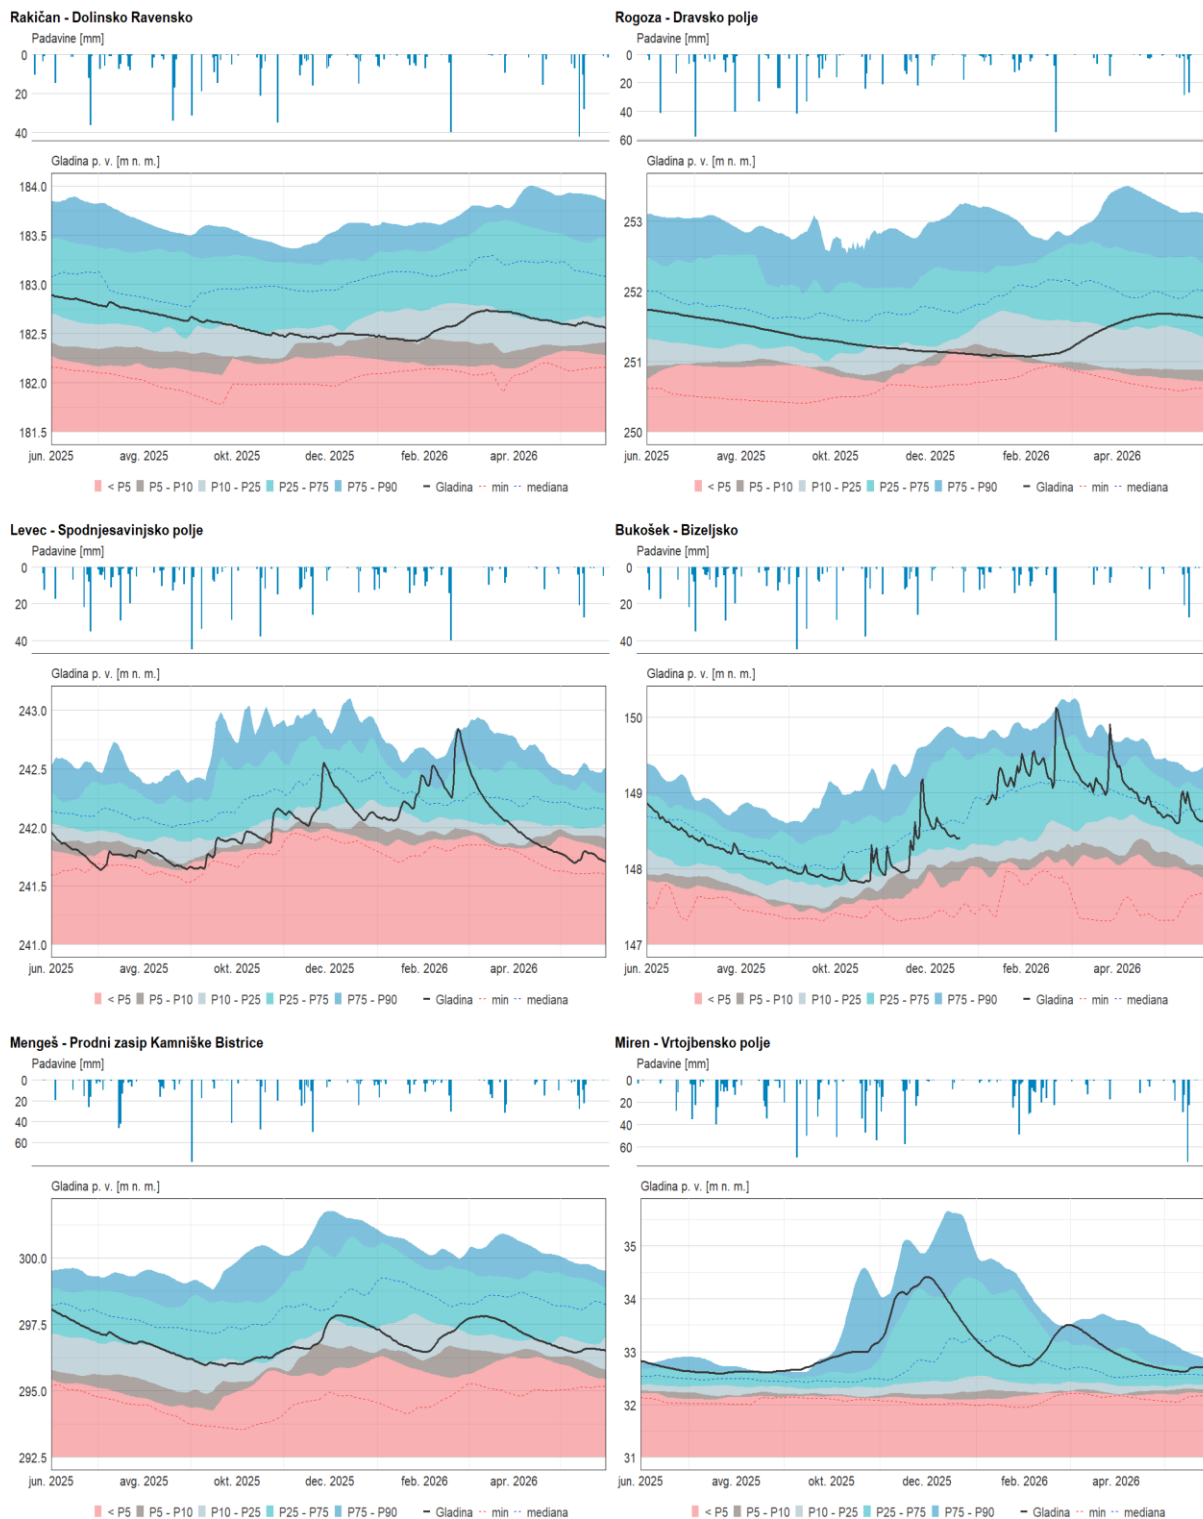 Rakičan - Dolinsko Ravensko
Padavine [mm]
0
20
40
Gladina p. v. [m n. m.]
184.0
183.5
183.0
182.5
182.0
181.5
jun. 2025 avg. 2025 okt. 2025 dec. 2025 feb. 2026 apr. 2026
< P5 P5 - P10 P10 - P25 P25 - P75 P75 - P90 Gladina min mediana
Rogoza - Dravsko polje
Padavine [mm]
0
20
40
60
Gladina p. v. [m n. m.]
253
252
251
250
jun. 2025 avg. 2025 okt. 2025 dec. 2025 feb. 2026 apr. 2026
< P5 P5 - P10 P10 - P25 P25 - P75 P75 - P90 Gladina min mediana
Levec - Spodnjesavinjsko polje
Padavine [mm]
0
20
40
Gladina p. v. [m n. m.]
243.0
242.5
242.0
241.5
241.0
jun. 2025 avg. 2025 okt. 2025 dec. 2025 feb. 2026 apr. 2026
< P5 P5 - P10 P10 - P25 P25 - P75 P75 - P90 Gladina min mediana
Bukošek - Bizeljsko
Padavine [mm]
0
20
40
Gladina p. v. [m n. m.]
150
149
148
147
jun. 2025 avg. 2025 okt. 2025 dec. 2025 feb. 2026 apr. 2026
< P5 P5 - P10 P10 - P25 P25 - P75 P75 - P90 Gladina min mediana
Mengeš - Prodni zasip Kamniške Bistrice
Padavine [mm]
0
20
40
60
Gladina p. v. [m n. m.]
300.0
297.5
295.0
292.5
jun. 2025 avg. 2025 okt. 2025 dec. 2025 feb. 2026 apr. 2026
< P5 P5 - P10 P10 - P25 P25 - P75 P75 - P90 Gladina min mediana
Miren - Vrtojbensko polje
Padavine [mm]
0
20
40
60
Gladina p. v. [m n. m.]
35
34
33
32
31
jun. 2025 avg. 2025 okt. 2025 dec. 2025 feb. 2026 apr. 2026
< P5 P5 - P10 P10 - P25 P25 - P75 P75 - P90 Gladina min mediana